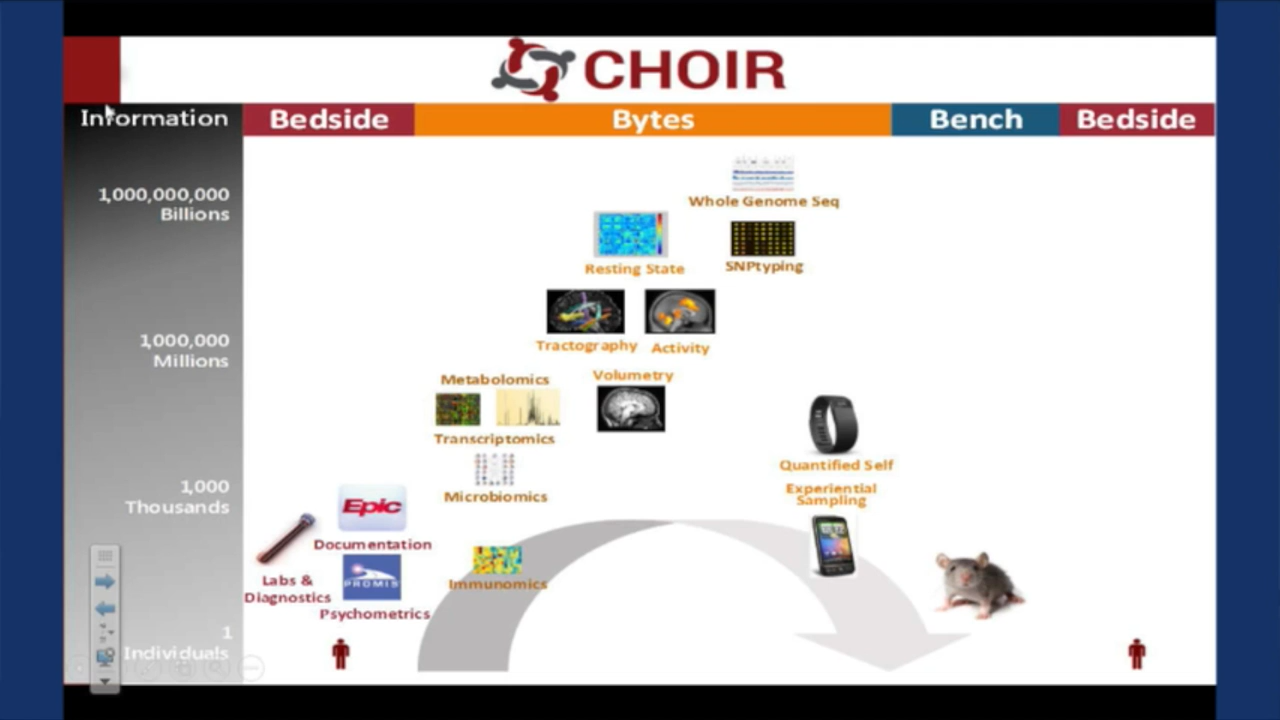 CHOIR
Information
Bedside
Bytes
Bench
Bedside
1,000,000,000
Billions
1,000,000
Millions
1,000
Thousands
1
Individuals
Whole Genome Seq
Resting State
SNPtyping
Tractography
Activity
Metabolomics
Volumetry
Transcriptomics
Quantified Self
Microbiomics
Experiential
Sampling
Epic
Documentation
PROMIS
Labs &
Diagnostics
Psychometrics
Immunomics